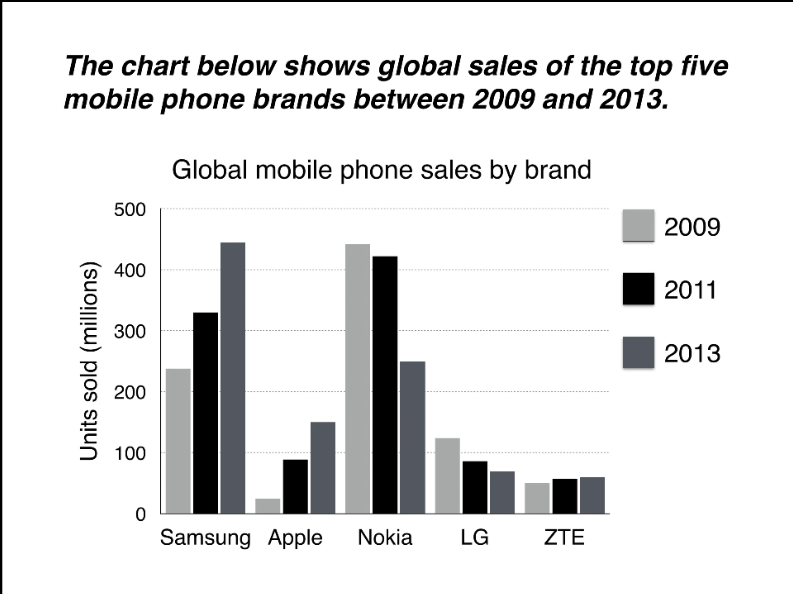 The chart below shows global sales of the top five
mobile phone brands between 2009 and 2013.
Global mobile phone sales by brand
Units sold (millions)
500
400
300
200
100
0
Samsung Apple Nokia LG ZTE
2009
2011
2013